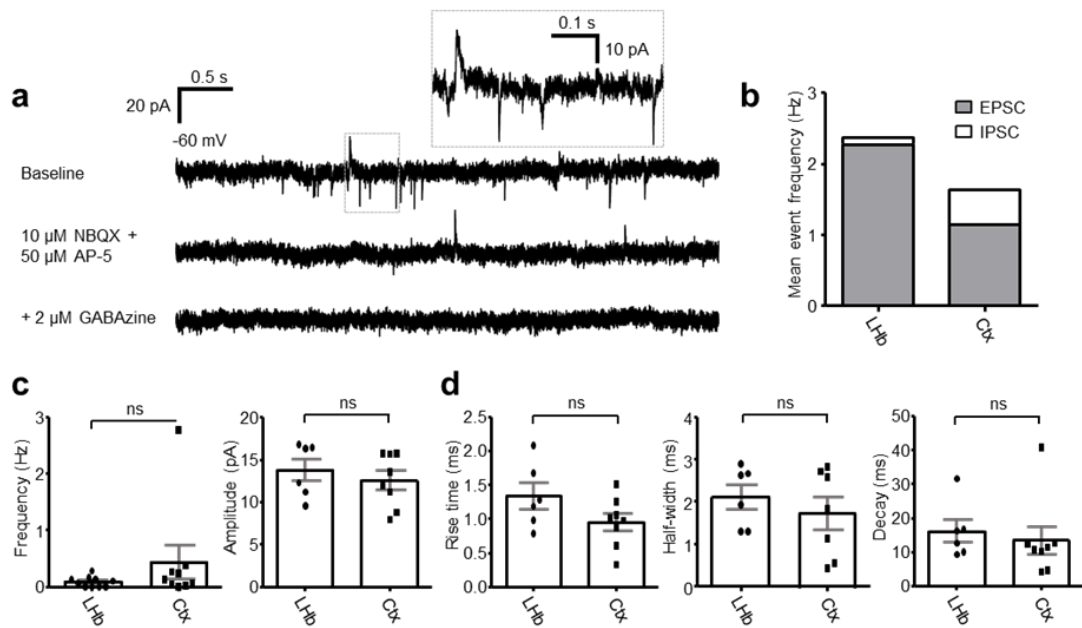 a
0.5 s
20 pA
-60 mV
0.1 s
10 pA
Baseline
10 µM NBQX +
50 µM AP-5
+ 2 µM GABAzine
b
Mean event frequency (Hz)
3
2
1
0
EPSC
IPSC
LHb
Ctx
c
Frequency (Hz)
3
2
1
0
ns
LHb
Ctx
Amplitude (pA)
20
15
10
5
0
ns
LHb
Ctx
d
Rise time (ms)
2.5
2.0
1.5
1.0
0.5
0.0
ns
LHb
Ctx
Half-width (ms)
4
3
2
1
0
ns
LHb
Ctx
Decay (ms)
50
40
30
20
10
0
ns
LHb
Ctx